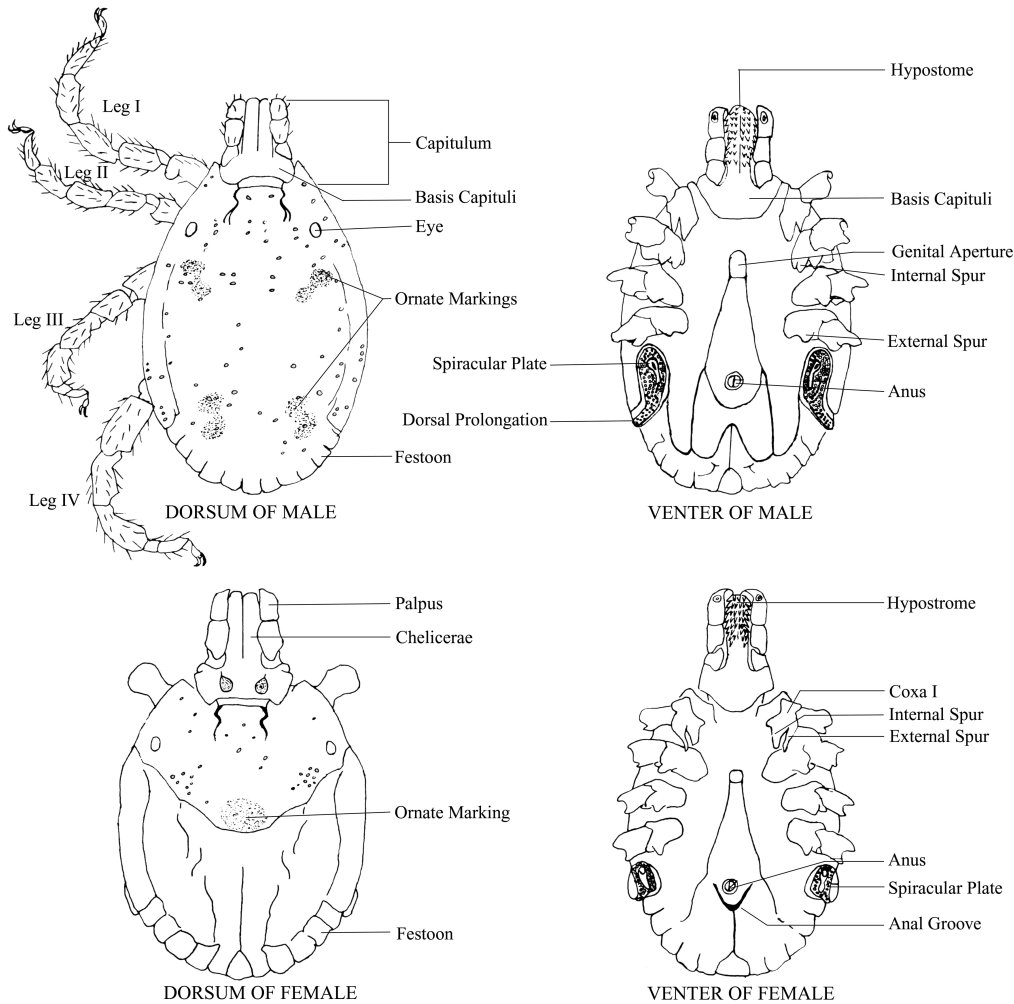 Leg I
Leg II
Leg III
Leg IV
Capitulum
Basis Capituli
Eye
Ornate Markings
Festoon
DORSUM OF MALE
Hypostome
Basis Capituli
Genital Aperture
Internal Spur
External Spur
Spiracular Plate
Anus
Dorsal Prolongation
VENTER OF MALE
Palpus
Chelicerae
Ornate Marking
Festoon
DORSUM OF FEMALE
Hypostrome
Coxa I
Internal Spur
External Spur
Anus
Spiracular Plate
Anal Groove
VENTER OF FEMALE